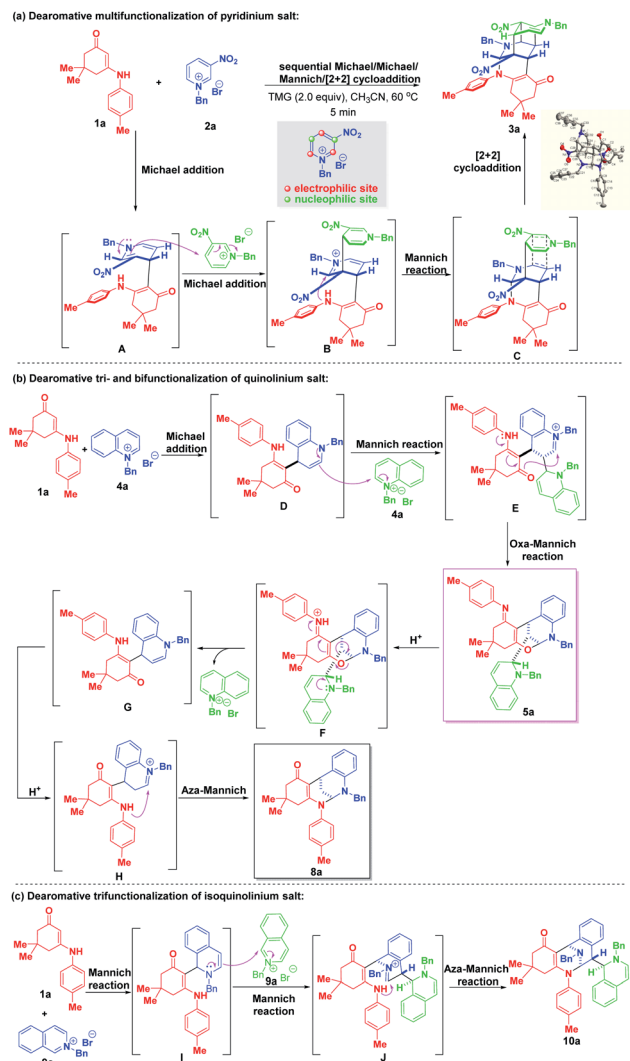 (a) Dearomative multifunctionalization of pyridinium salt:
O
Me
Me
NH
Me
1a
+
NO2
N
+
Br
Bn
2a
sequential Michael/Michael/
Mannich/[2+2] cycloaddition
TMG (2.0 equiv), CH3CN, 60 °C
5 min
NO2
N
+
Br
Bn
electrophilic site
nucleophilic site
O2N
N
Bn
Bn
N
H
H
NO2
N
O
Me
Me
Me
3a
Michael addition
[2+2]
cycloaddition
Bn
N
H
H
NO2
H
N
O
Me
Me
Me
A
NO2
Br
N
Bn
Michael addition
O2N
N
Bn
Bn
N
H
H
NO2
H
N
O
Me
Me
Me
B
Mannich
reaction
O2N
N
Bn
Bn
N
H
H
NO2
N
O
Me
Me
Me
C
(b) Dearomative tri- and bifunctionalization of quinolinium salt:
O
Me
Me
NH
Me
1a
+
N
Br
Bn
4a
Michael
addition
Me
NH
N
Bn
Me
Me
O
D
Mannich reaction
N
Bn
Br
4a
Me
NH
N
Bn
Me
Me
O
N
Bn
E
Oxa-Mannich
reaction
Me
N
Me
Me
O
N
Bn
H
N
Bn
5a
H+
Me
NH
Me
Me
O
N
Bn
H
N
Bn
F
N
Br
Bn
Me
NH
N
Bn
Me
Me
O
G
H+
O
Me
Me
NH
N
Bn
Me
H
Aza-Mannich
O
Me
Me
N
N
Bn
Me
8a
(c) Dearomative trifunctionalization of isoquinolinium salt:
O
Me
Me
NH
Me
1a
+
N
Br
Bn
Mannich
reaction
O
Me
Me
N
Bn
NH
Me
I
N
Bn
Br
9a
Mannich
reaction
O
Me
Me
Bn
N
H
NH
H
N
Bn
Me
J
Aza-Mannich
reaction
O
Me
Me
Bn
N
H
N
H
Bn
N
Me
10a